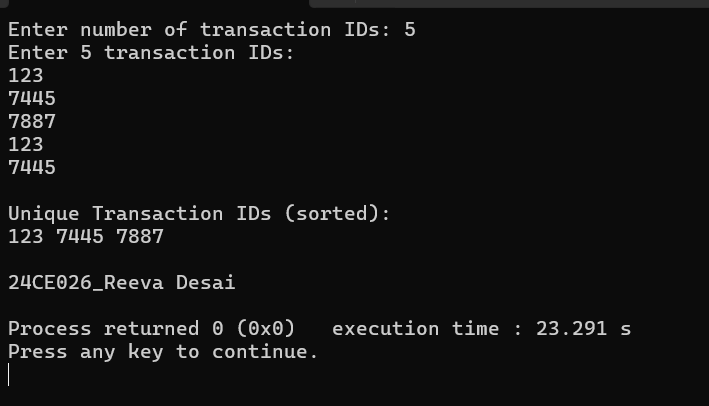 Enter number of transaction IDs: 5
Enter 5 transaction IDs:
123
7445
7887
123
7445
Unique Transaction IDs (sorted):
123 7445 7887
24CE026_Reeva Desai
Process returned 0 (0x0)   execution time : 23.291 s
Press any key to continue.